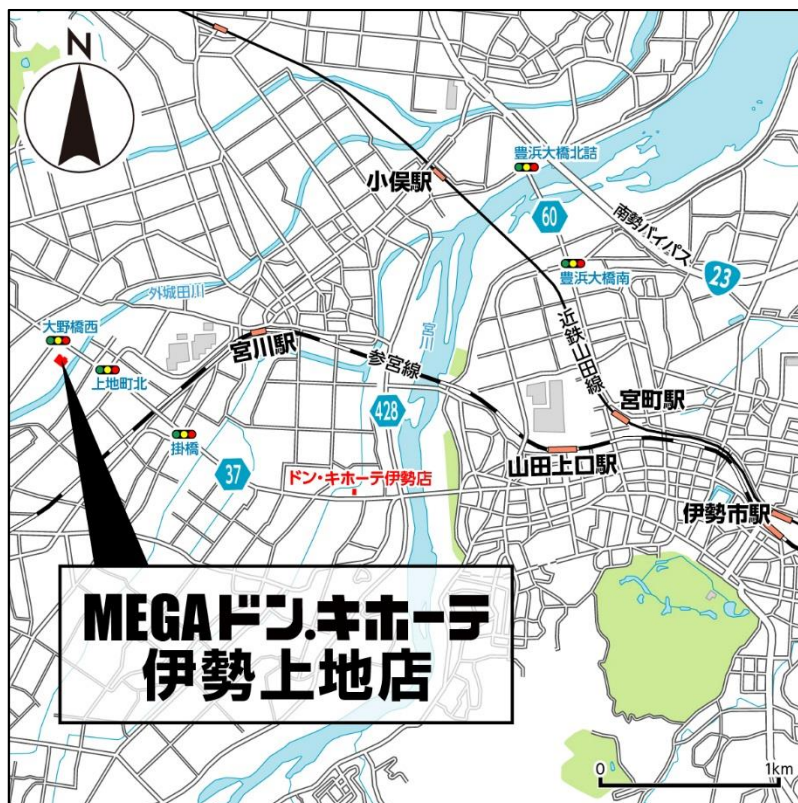 N
小俣駅
豊浜大橋北詰
60
南勢バイパス
豊浜大橋南
23
外城田川
大野橋西
宮川駅
宮川
近鉄山田線
参宮線
上地町北
428
宮町駅
掛橋
山田上口駅
37
ドン・キホーテ伊勢店
伊勢市駅
MEGAドン.キホーテ
伊勢上地店
0 1km